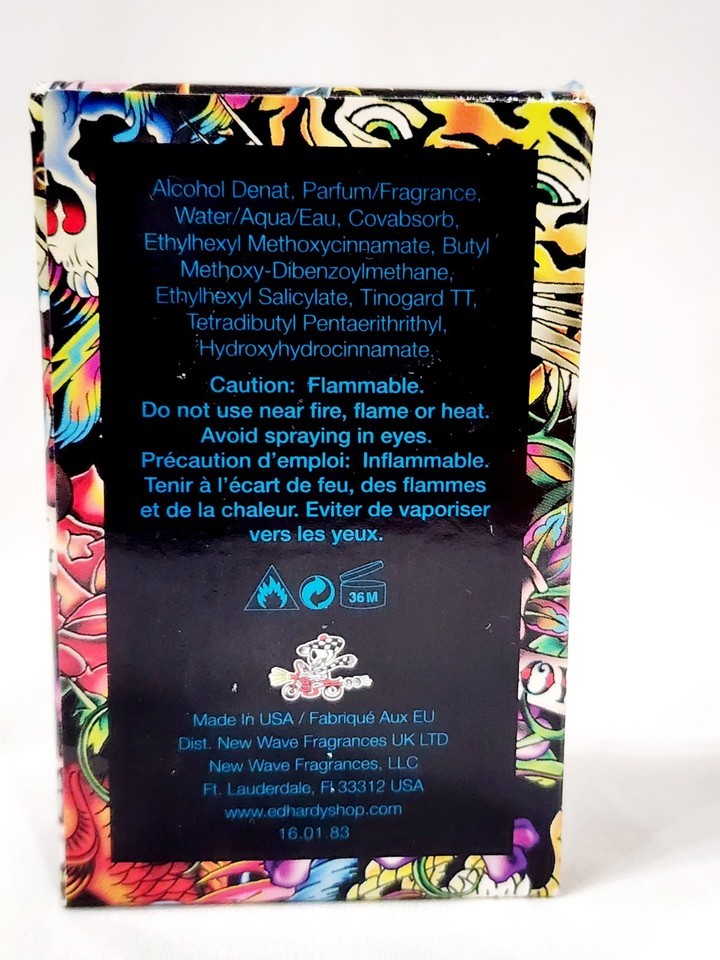 Alcohol Denat, Parfum/Fragrance,
Water/Aqua/Eau, Covabsorb,
Ethylhexyl Methoxycinnamate, Butyl
Methoxy-Dibenzoylmethane,
Ethylhexyl Salicylate, Tinogard TT,
Tetradibutyl Pentaerithrithyl,
Hydroxyhydrocinnamate.
Caution: Flammable.
Do not use near fire, flame or heat.
Avoid spraying in eyes.
Précaution d'emploi: Inflammable.
Tenir à l'écart de feu, des flammes
et de la chaleur. Eviter de vaporiser
vers les yeux.
36M
Made In USA / Fabriqué Aux EU
Dist. New Wave Fragrances UK LTD
New Wave Fragrances, LLC
Ft. Lauderdale, Fl 33312 USA
www.edhardyshop.com
16.01.83